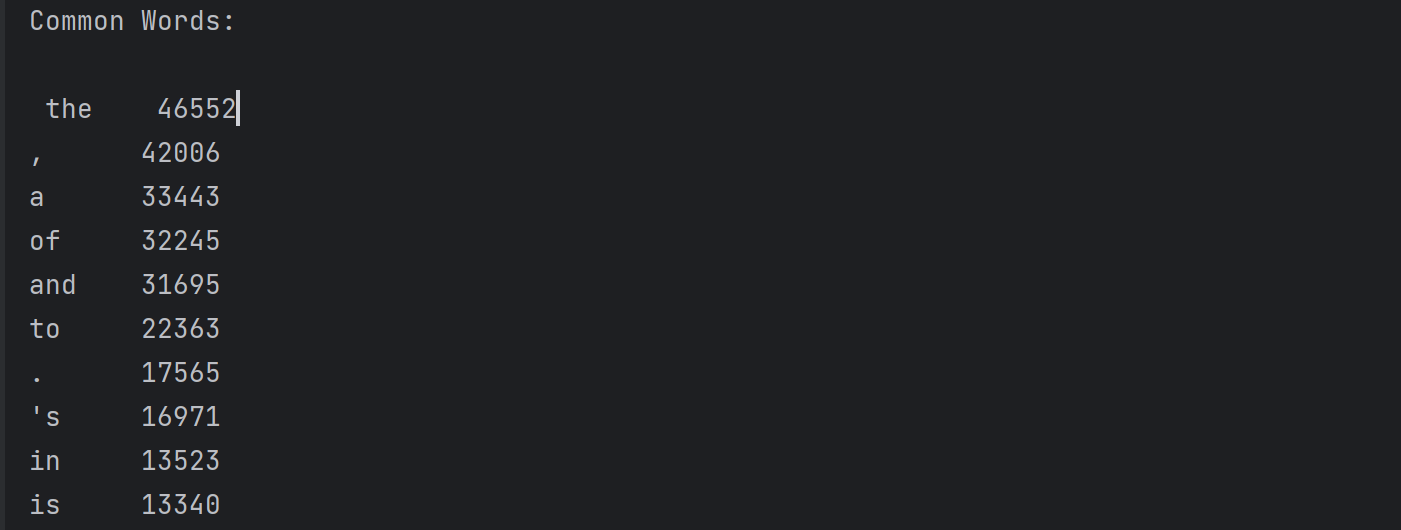 Common Words:
the 46552
, 42006
a 33443
of 32245
and 31695
to 22363
. 17565
's 16971
in 13523
is 13340